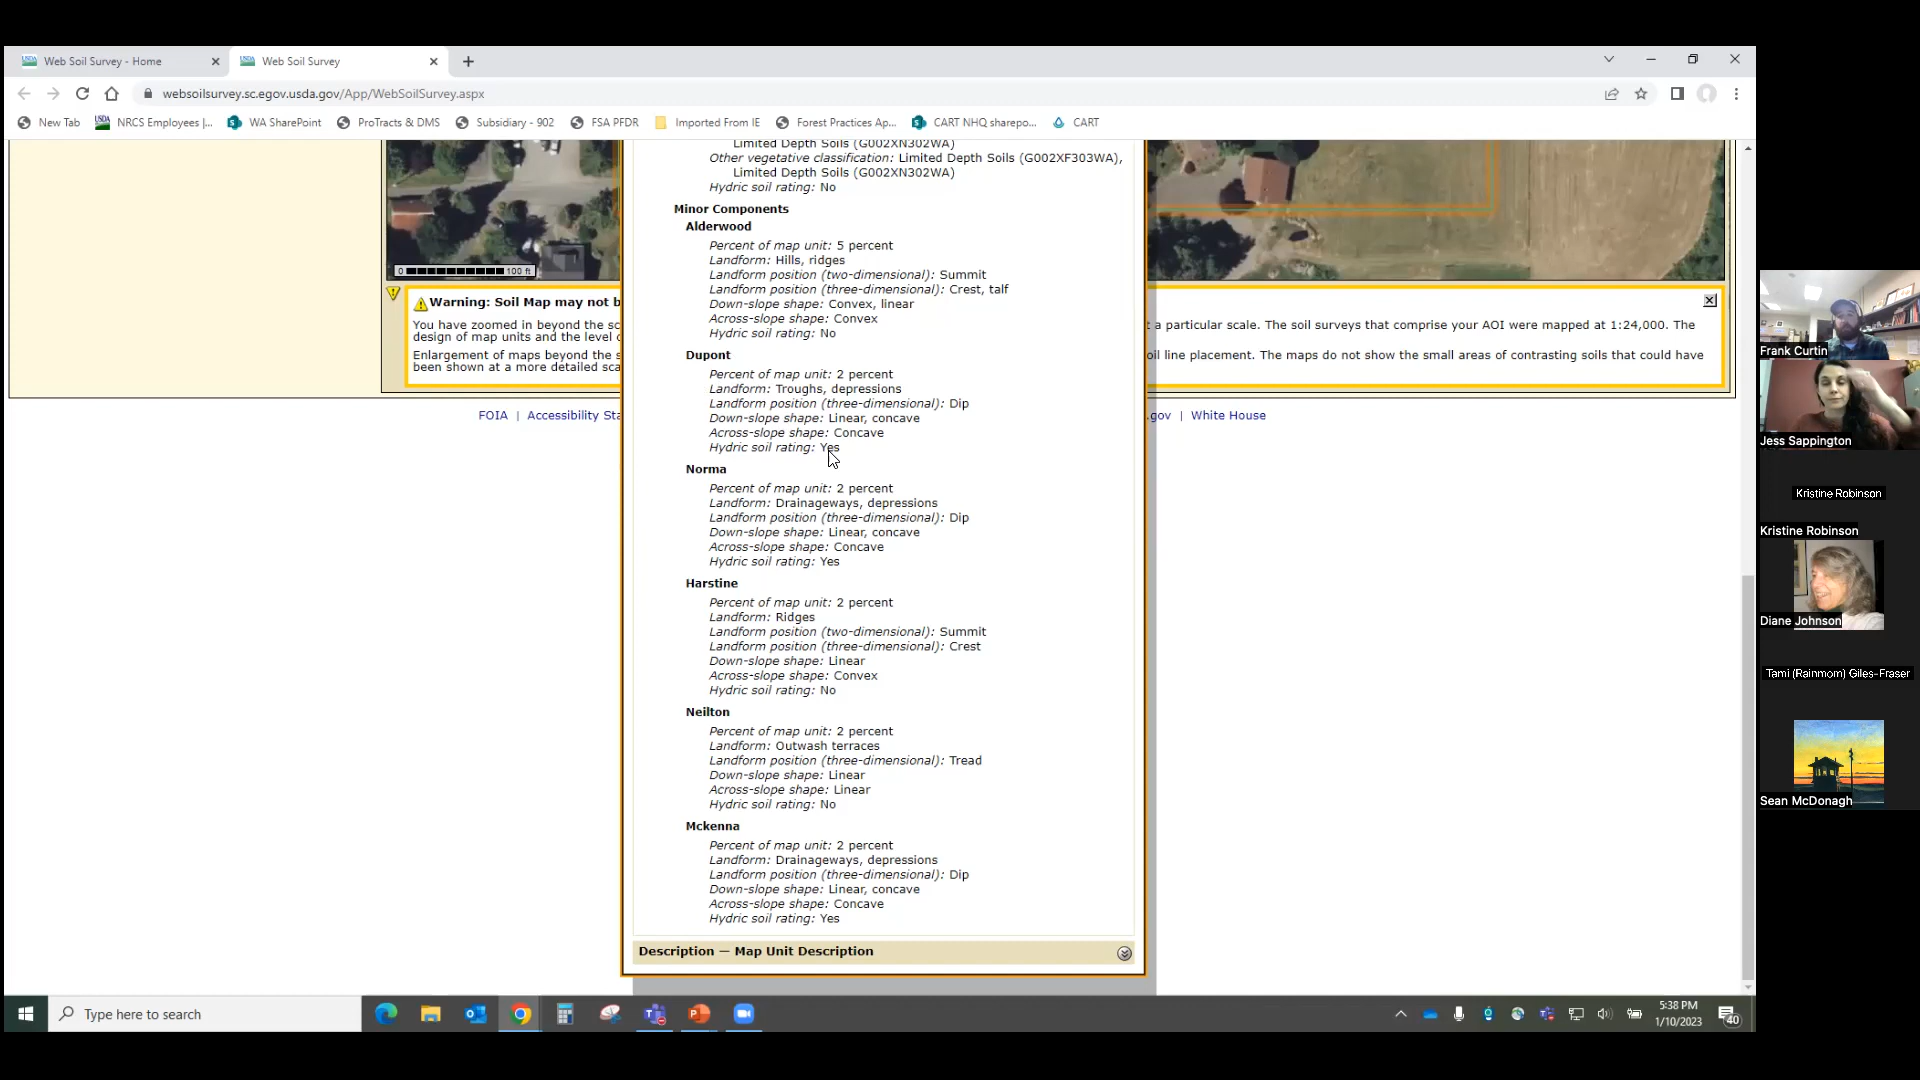 Web Soil Survey - Home
Web Soil Survey
websoilsurvey.sc.egov.usda.gov/App/WebSoilSurvey.aspx
New Tab
NRCS Employees |...
WA SharePoint
ProTracts & DMS
Subsidiary - 902
FSA PFDR
Imported From IE
Forest Practices Ap...
CART NHQ sharepo...
CART
Limited Depth Soils (G002XN302WA)
Other vegetative classification: Limited Depth Soils (G002XF303WA),
Limited Depth Soils (G002XN302WA)
Hydric soil rating: No
Minor Components
Alderwood
Percent of map unit: 5 percent
Landform: Hills, ridges
Landform position (two-dimensional): Summit
Landform position (three-dimensional): Crest, talf
Down-slope shape: Convex, linear
Across-slope shape: Convex
Hydric soil rating: No
Dupont
Percent of map unit: 2 percent
Landform: Troughs, depressions
Landform position (three-dimensional): Dip
Down-slope shape: Linear, concave
Across-slope shape: Concave
Hydric soil rating: Yes
Norma
Percent of map unit: 2 percent
Landform: Drainageways, depressions
Landform position (three-dimensional): Dip
Down-slope shape: Linear, concave
Across-slope shape: Concave
Hydric soil rating: Yes
Harstine
Percent of map unit: 2 percent
Landform: Ridges
Landform position (two-dimensional): Summit
Landform position (three-dimensional): Crest
Down-slope shape: Linear
Across-slope shape: Convex
Hydric soil rating: No
Neilton
Percent of map unit: 2 percent
Landform: Outwash terraces
Landform position (three-dimensional): Tread
Down-slope shape: Linear
Across-slope shape: Linear
Hydric soil rating: No
Mckenna
Percent of map unit: 2 percent
Landform: Drainageways, depressions
Landform position (three-dimensional): Dip
Down-slope shape: Linear, concave
Across-slope shape: Concave
Hydric soil rating: Yes
Description — Map Unit Description
0 100 ft
Warning: Soil Map may not b
You have zoomed in beyond the sc
design of map units and the level
Enlargement of maps beyond the s
been shown at a more detailed sca
t a particular scale. The soil surveys that comprise your AOI were mapped at 1:24,000. The
oil line placement. The maps do not show the small areas of contrasting soils that could have
FOIA | Accessibility Sta
.gov | White House
Frank Curtin
Jess Sappington
Kristine Robinson
Kristine Robinson
Diane Johnson
Tami (Rainmom) Giles-Fraser
Sean McDonagh
Type here to search
5:38 PM
1/10/2023
40